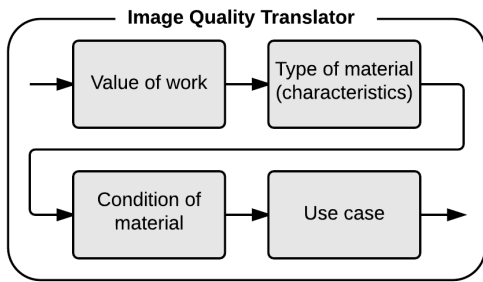 Image Quality Translator
Value of work
Type of material
(characteristics)
Condition of
material
Use case